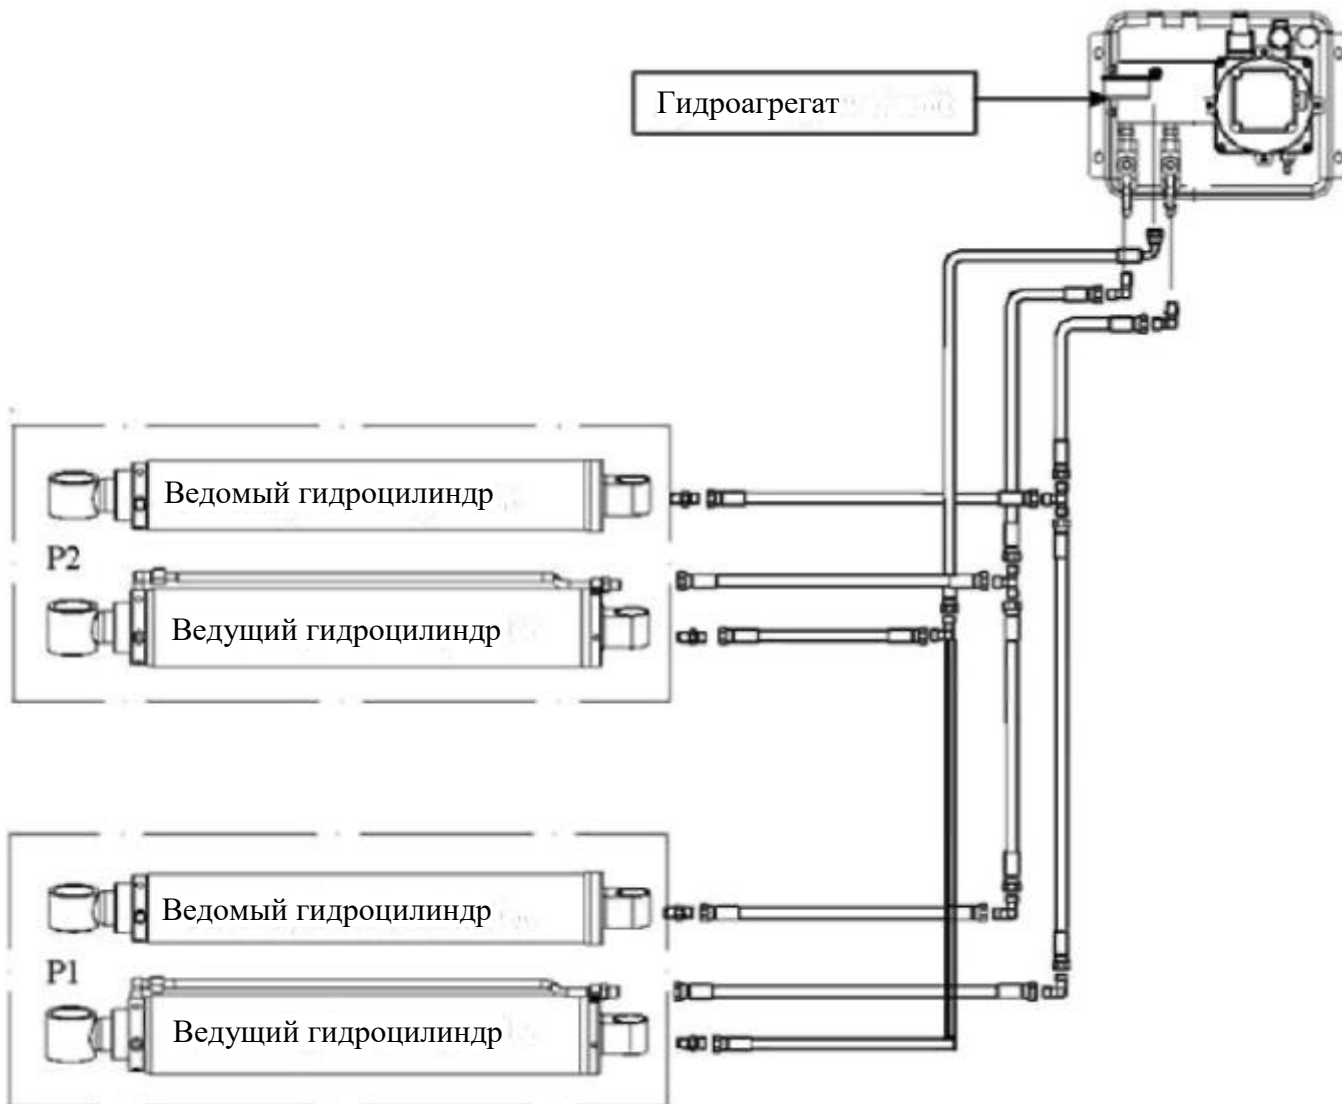 Гидроагрегат
Ведомый гидроцилиндр
P2
Ведущий гидроцилиндр
Ведомый гидроцилиндр
P1
Ведущий гидроцилиндр